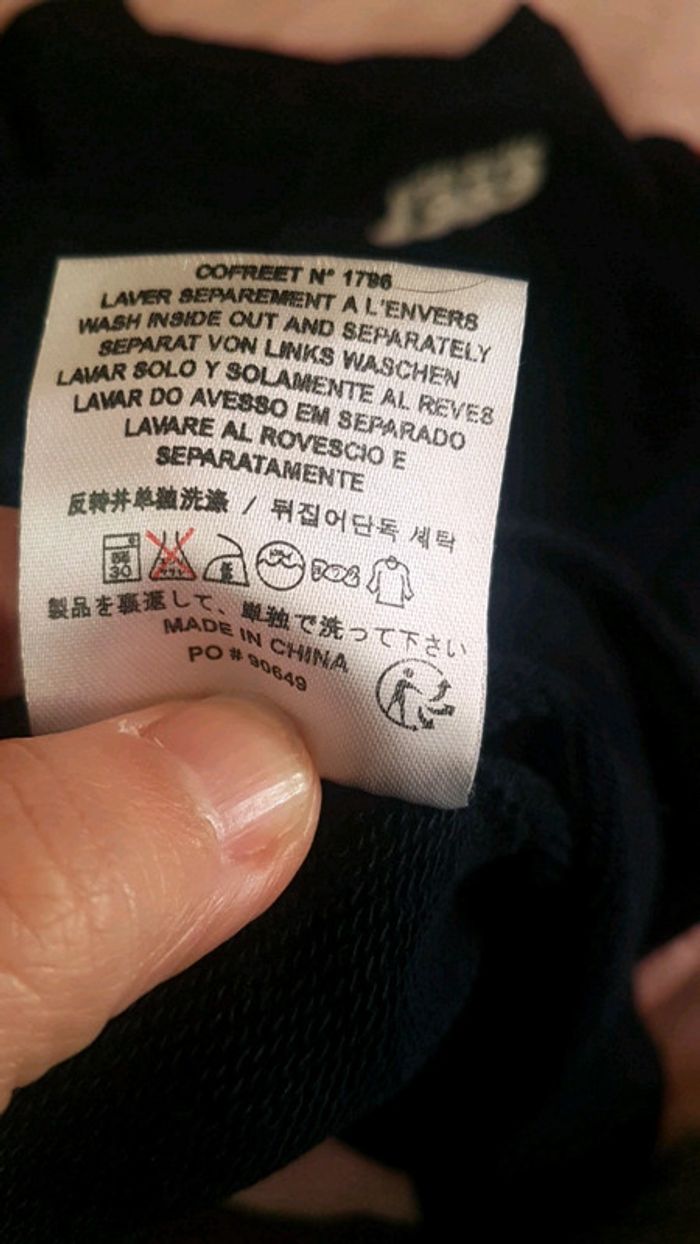 COFREET N° 1796
LAVER SEPAREMENT A L'ENVERS
WASH INSIDE OUT AND SEPARATELY
SEPARAT VON LINKS WASCHEN
LAVAR SOLO Y SOLAMENTE AL REVES
LAVAR DO AVESSO EM SEPARADO
LAVARE AL ROVESCIO E
SEPARATAMENTE
反转并单独洗涤 / 뒤집어단독 세탁
30
製品を裏返して、単独で洗って下さい
MADE IN CHINA
PO # 90649